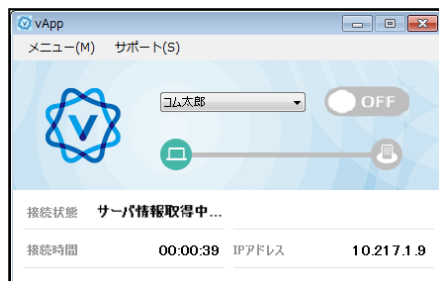 vApp
メニュー(M) サポート(S)
コム太郎
OFF
接続状態 サーバ情報取得中...
接続時間 00:00:39 IPアドレス 10.217.1.9